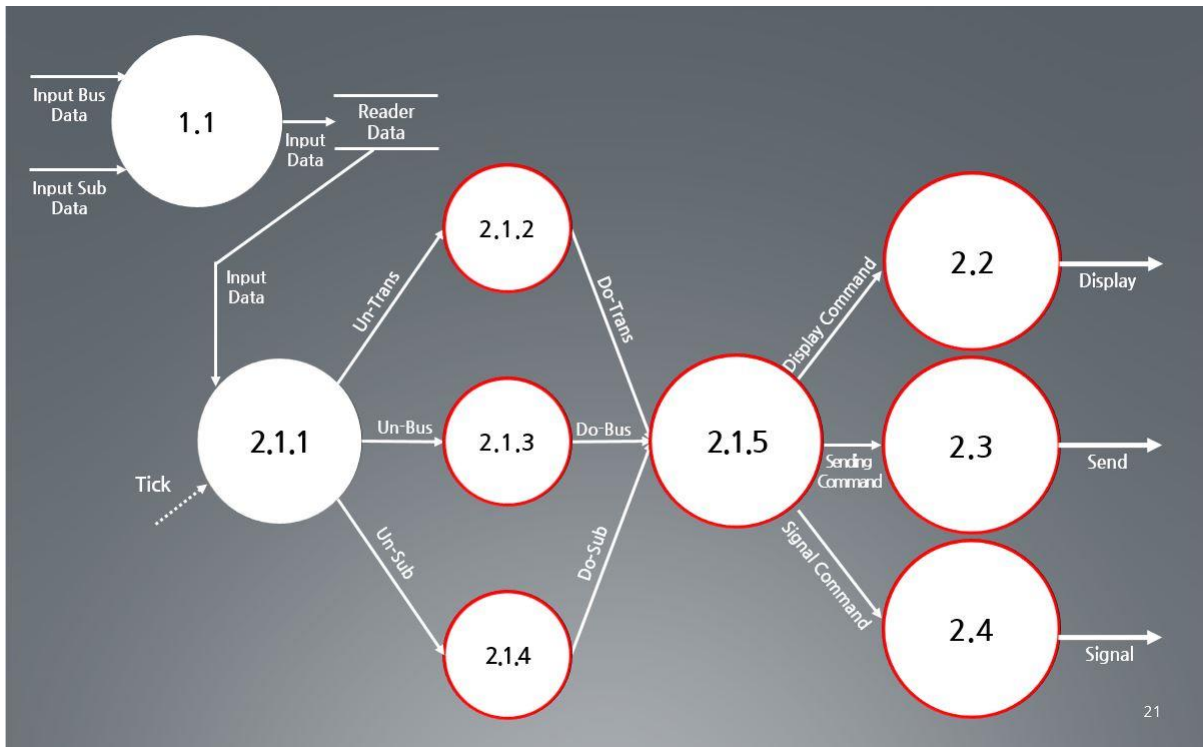 Input Bus
Data
Input Sub
Data
1.1
Input
Data
Reader
Data
Input
Data
Tick
2.1.1
Un-Trans
Un-Bus
Un-Sub
2.1.2
2.1.3
2.1.4
Do-Trans
Do-Bus
Do-Sub
2.1.5
Display Command
Sending
Command
Signal Command
2.2
Display
2.3
Send
2.4
Signal
21